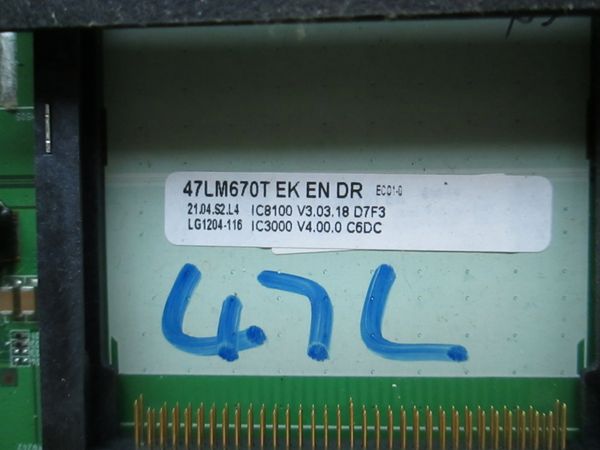 47LM670T EK EN DR EC01-0
21.04.S2.L4 IC8100 V3.03.18 D7F3
LG1204-116 IC3000 V4.00.0 C6DC
47L